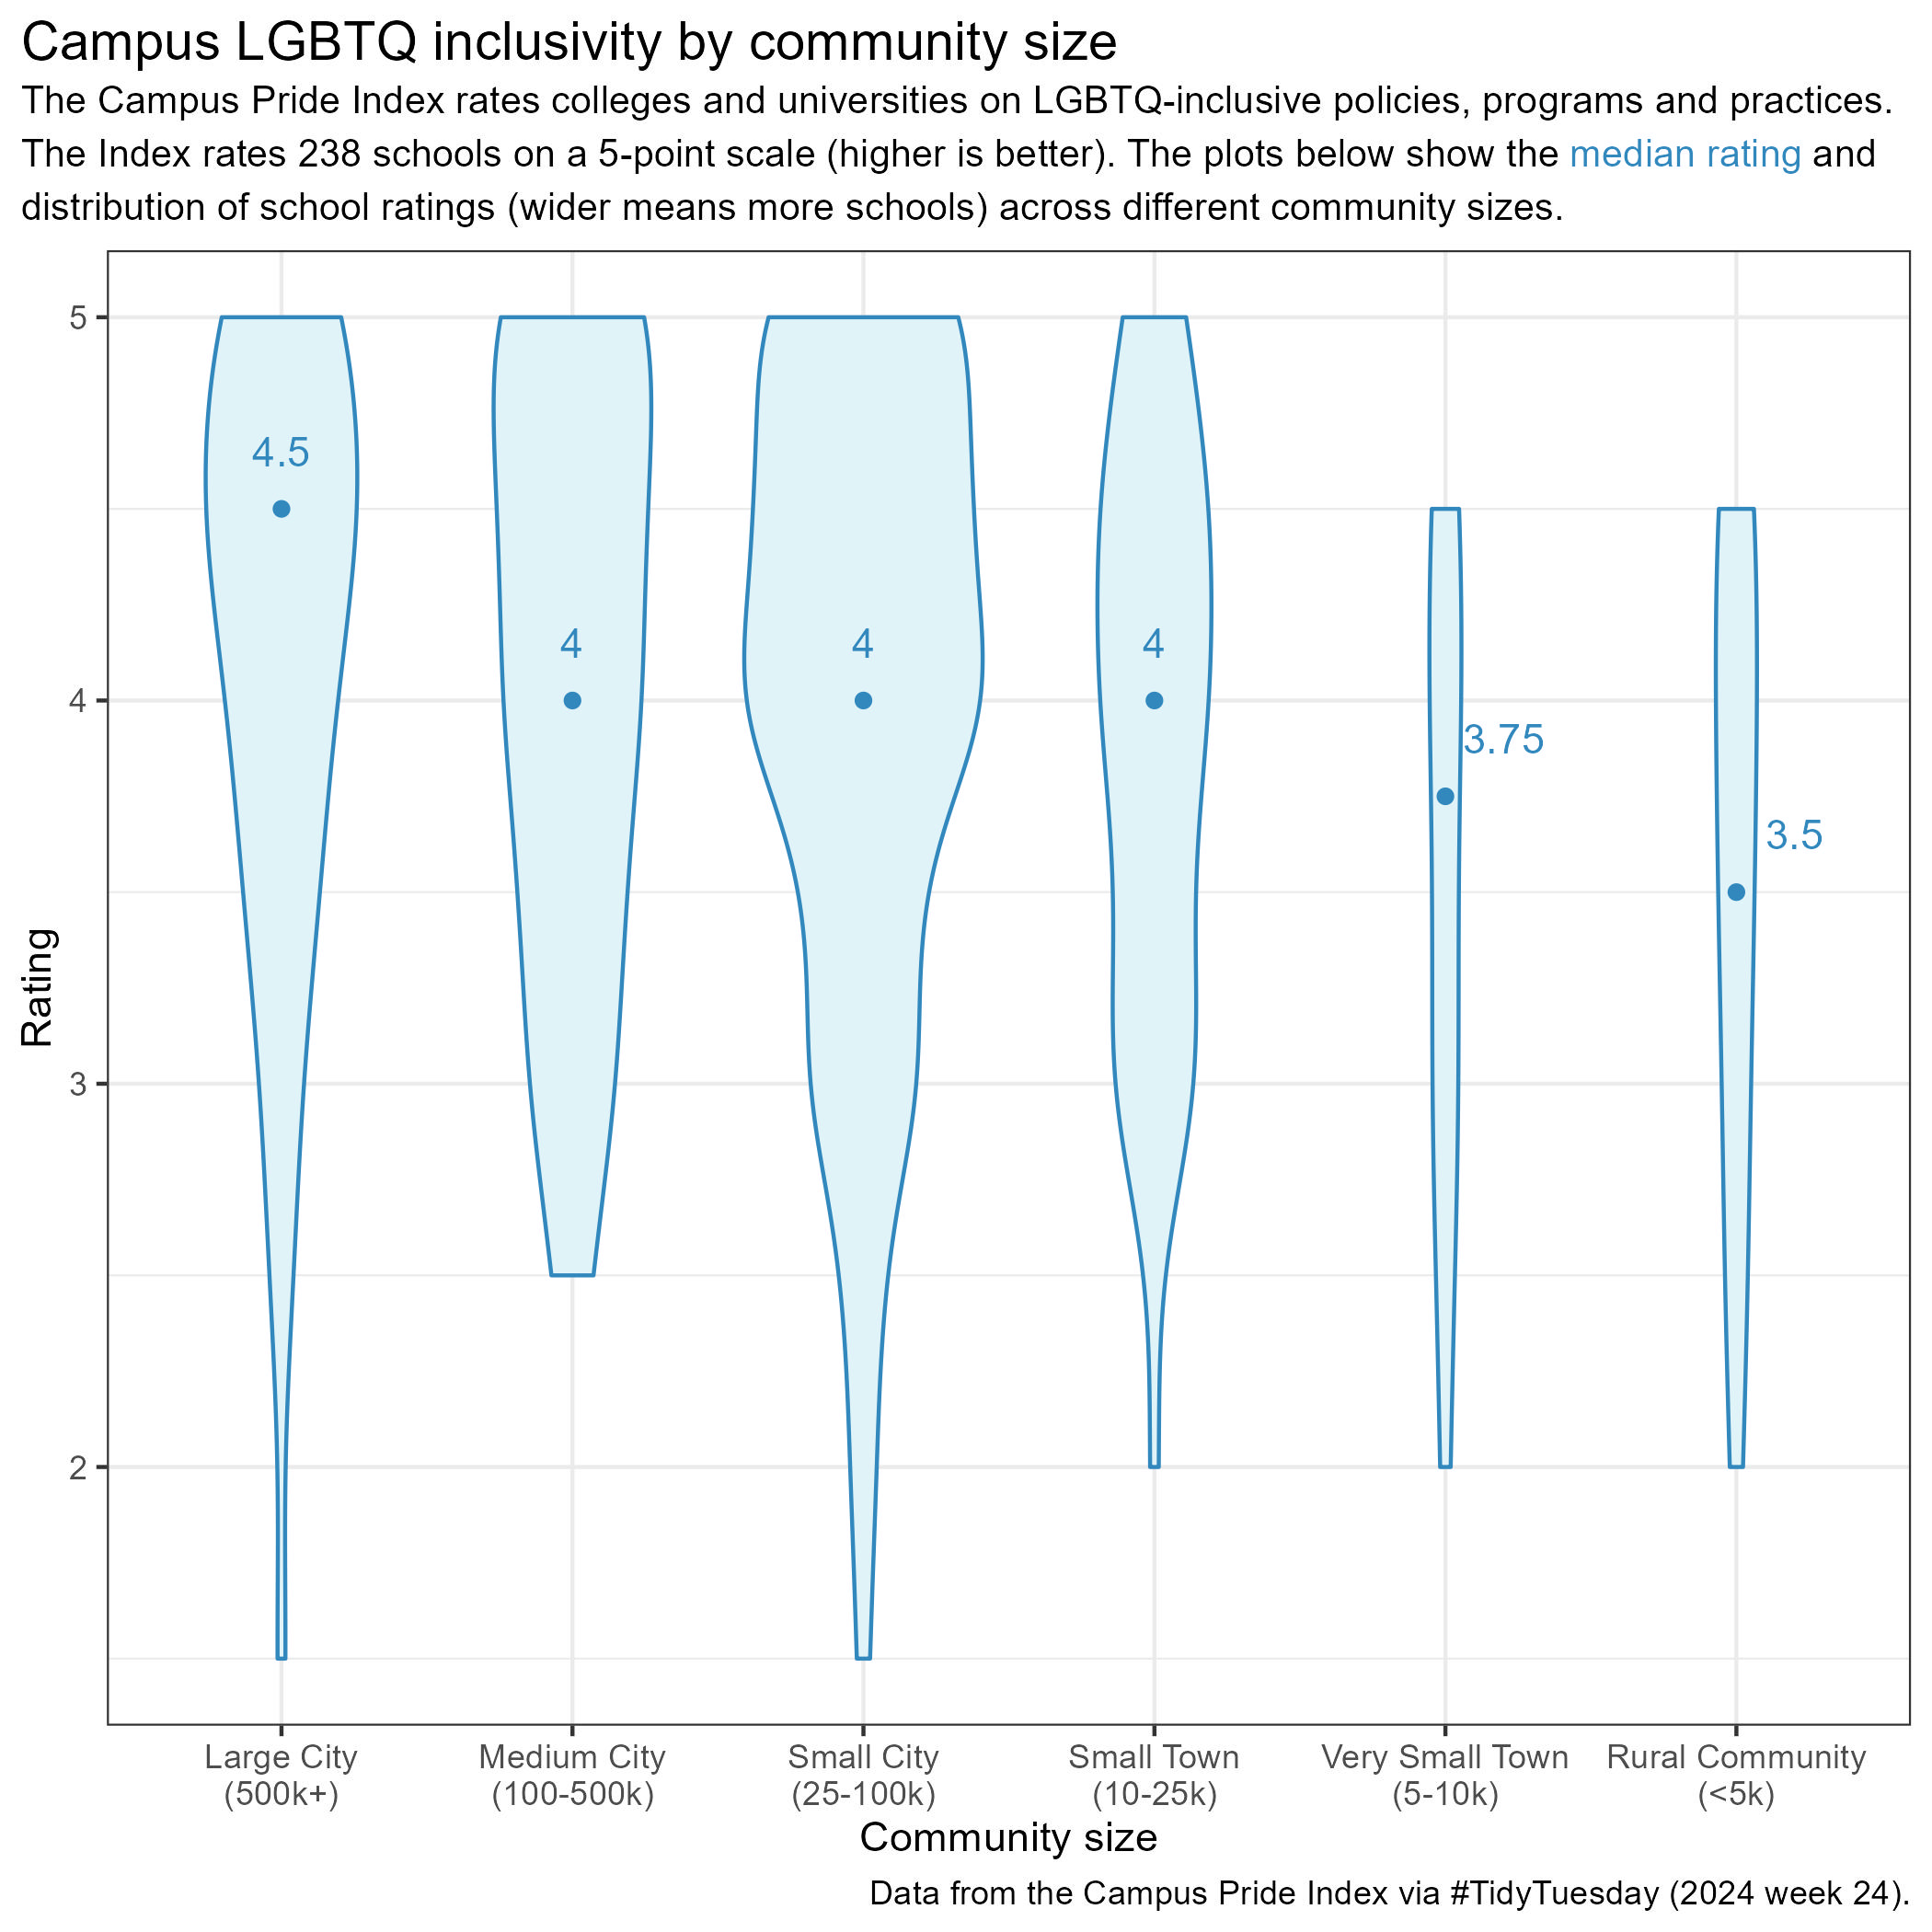 Campus LGBTQ inclusivity by community size
The Campus Pride Index rates colleges and universities on LGBTQ-inclusive policies, programs and practices.
The Index rates 238 schools on a 5-point scale (higher is better). The plots below show the median rating and
distribution of school ratings (wider means more schools) across different community sizes.
5
4.5
4
4
4
4
3.75
3.5
Rating
3
2
Large City
(500k+)
Medium City
(100-500k)
Small City
(25-100k)
Small Town
(10-25k)
Very Small Town
(5-10k)
Rural Community
(<5k)
Community size
Data from the Campus Pride Index via #TidyTuesday (2024 week 24).